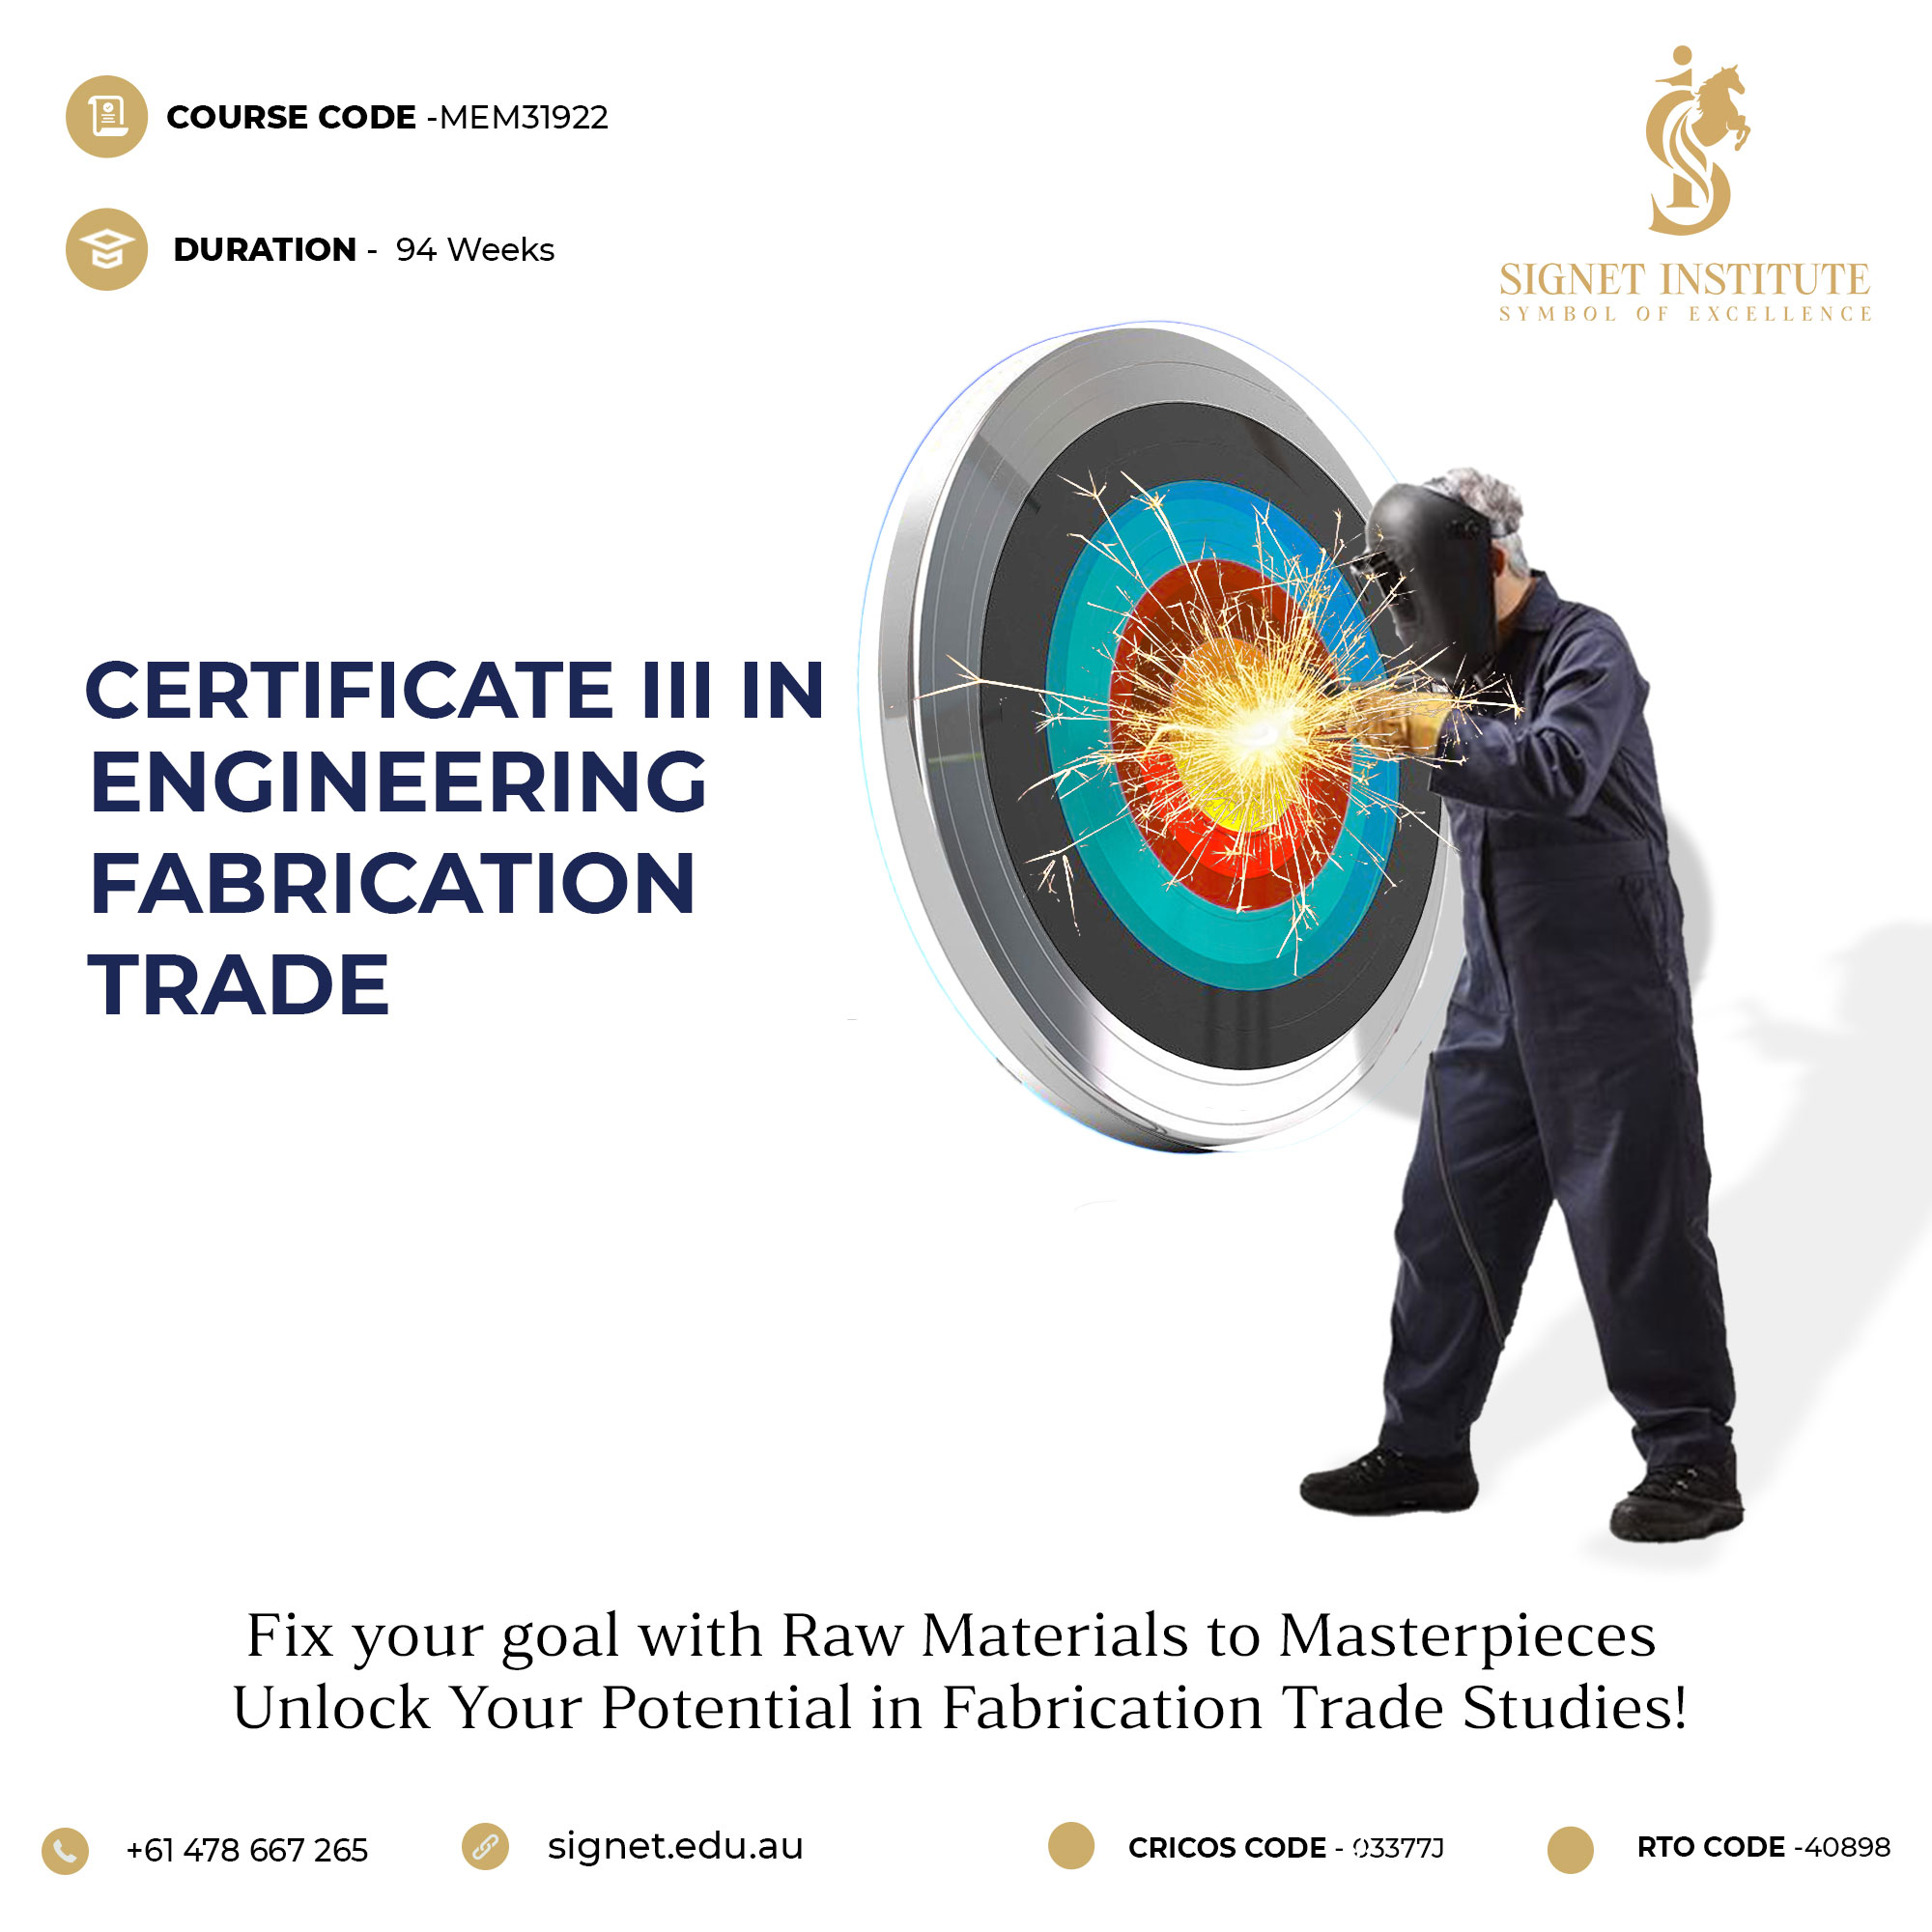 COURSE CODE -MEM31922
DURATION - 94 Weeks
SIGNET INSTITUTE
SYMBOL OF EXCELLENCE
CERTIFICATE III IN
ENGINEERING
FABRICATION
TRADE
Fix your goal with Raw Materials to Masterpieces
Unlock Your Potential in Fabrication Trade Studies!
+61 478 667 265
signet.edu.au
CRICOS CODE -
RTO CODE -40898